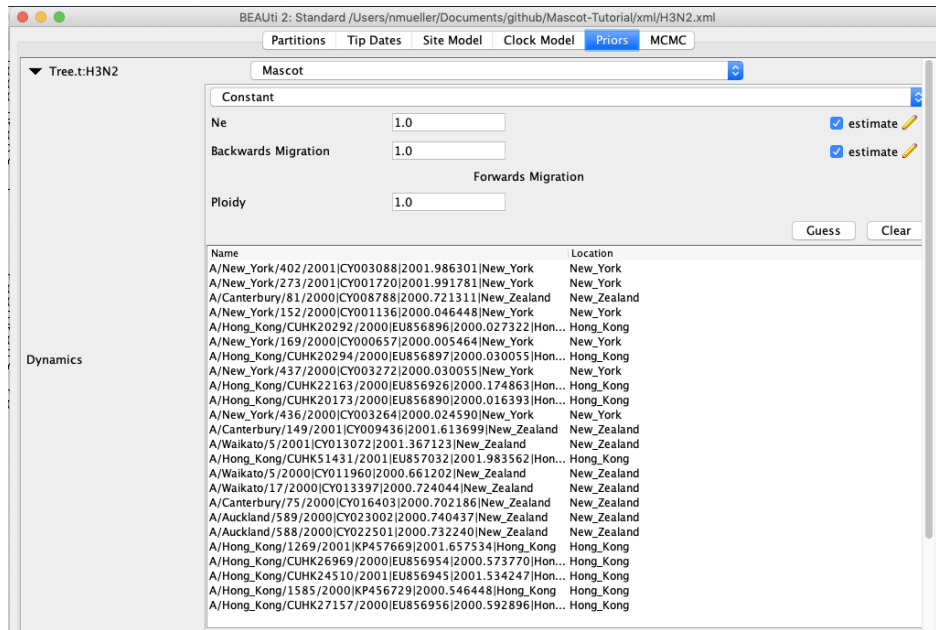 BEAUti 2: Standard /Users/nmueller/Documents/github/Mascot-Tutorial/xml/H3N2.xml
Partitions Tip Dates Site Model Clock Model Priors MCMC
Tree.t:H3N2 Mascot
Constant
Ne 1.0 estimate
Backwards Migration 1.0 estimate
Forwards Migration
Ploidy 1.0
Guess Clear
Name Location
A/New_York/402/2001|CY003088|2001.986301|New_York New_York
A/New_York/273/2001|CY001720|2001.991781|New_York New_York
A/Canterbury/81/2000|CY008788|2000.721311|New_Zealand New_Zealand
A/New_York/152/2000|CY001136|2000.046448|New_York New_York
A/Hong_Kong/CUHK20292/2000|EU856896|2000.027322|Hon... Hong_Kong
A/New_York/169/2000|CY000657|2000.005464|New_York New_York
A/Hong_Kong/CUHK20294/2000|EU856897|2000.030055|Hon... Hong_Kong
A/New_York/437/2000|CY003272|2000.030055|New_York New_York
A/Hong_Kong/CUHK22163/2000|EU856926|2000.174863|Hon... Hong_Kong
A/Hong_Kong/CUHK20173/2000|EU856890|2000.016393|Hon... Hong_Kong
A/New_York/436/2000|CY003264|2000.024590|New_York New_York
A/Canterbury/149/2001|CY009436|2001.613699|New_Zealand New_Zealand
A/Waikato/5/2001|CY013072|2001.367123|New_Zealand New_Zealand
Dynamics
A/Hong_Kong/CUHK51431/2001|EU857032|2001.983562|Hon... Hong_Kong
A/Waikato/5/2000|CY011960|2000.661202|New_Zealand New_Zealand
A/Waikato/17/2000|CY013397|2000.724044|New_Zealand New_Zealand
A/Canterbury/75/2000|CY016403|2000.702186|New_Zealand New_Zealand
A/Auckland/589/2000|CY023002|2000.740437|New_Zealand New_Zealand
A/Auckland/588/2000|CY022501|2000.732240|New_Zealand New_Zealand
A/Hong_Kong/1269/2001|KP457669|2001.657534|Hong_Kong Hong_Kong
A/Hong_Kong/CUHK26969/2000|EU856954|2000.573770|Hon... Hong_Kong
A/Hong_Kong/CUHK24510/2001|EU856945|2001.534247|Hon... Hong_Kong
A/Hong_Kong/1585/2000|KP456729|2000.546448|Hong_Kong Hong_Kong
A/Hong_Kong/CUHK27157/2000|EU856956|2000.592896|Hon... Hong_Kong